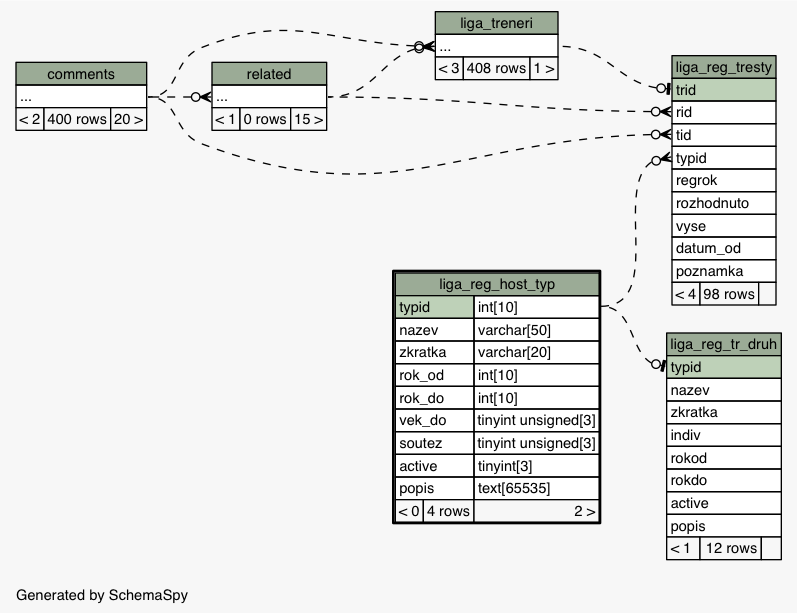 liga_treneri
...
< 3 408 rows 1 >
comments
...
< 2 400 rows 20 >
related
...
< 1 0 rows 15 >
liga_reg_tresty
trid
rid
tid
typid
regrok
rozhodnuto
vyse
datum_od
poznamka
< 4 98 rows
liga_reg_host_typ
typid int[10]
nazev varchar[50]
zkratka varchar[20]
rok_od int[10]
rok_do int[10]
vek_do tinyint unsigned[3]
soutez tinyint unsigned[3]
active tinyint[3]
popis text[65535]
< 0 4 rows 2 >
liga_reg_tr_druh
typid
nazev
zkratka
indiv
rokod
rokdo
active
popis
< 1 12 rows
Generated by SchemaSpy